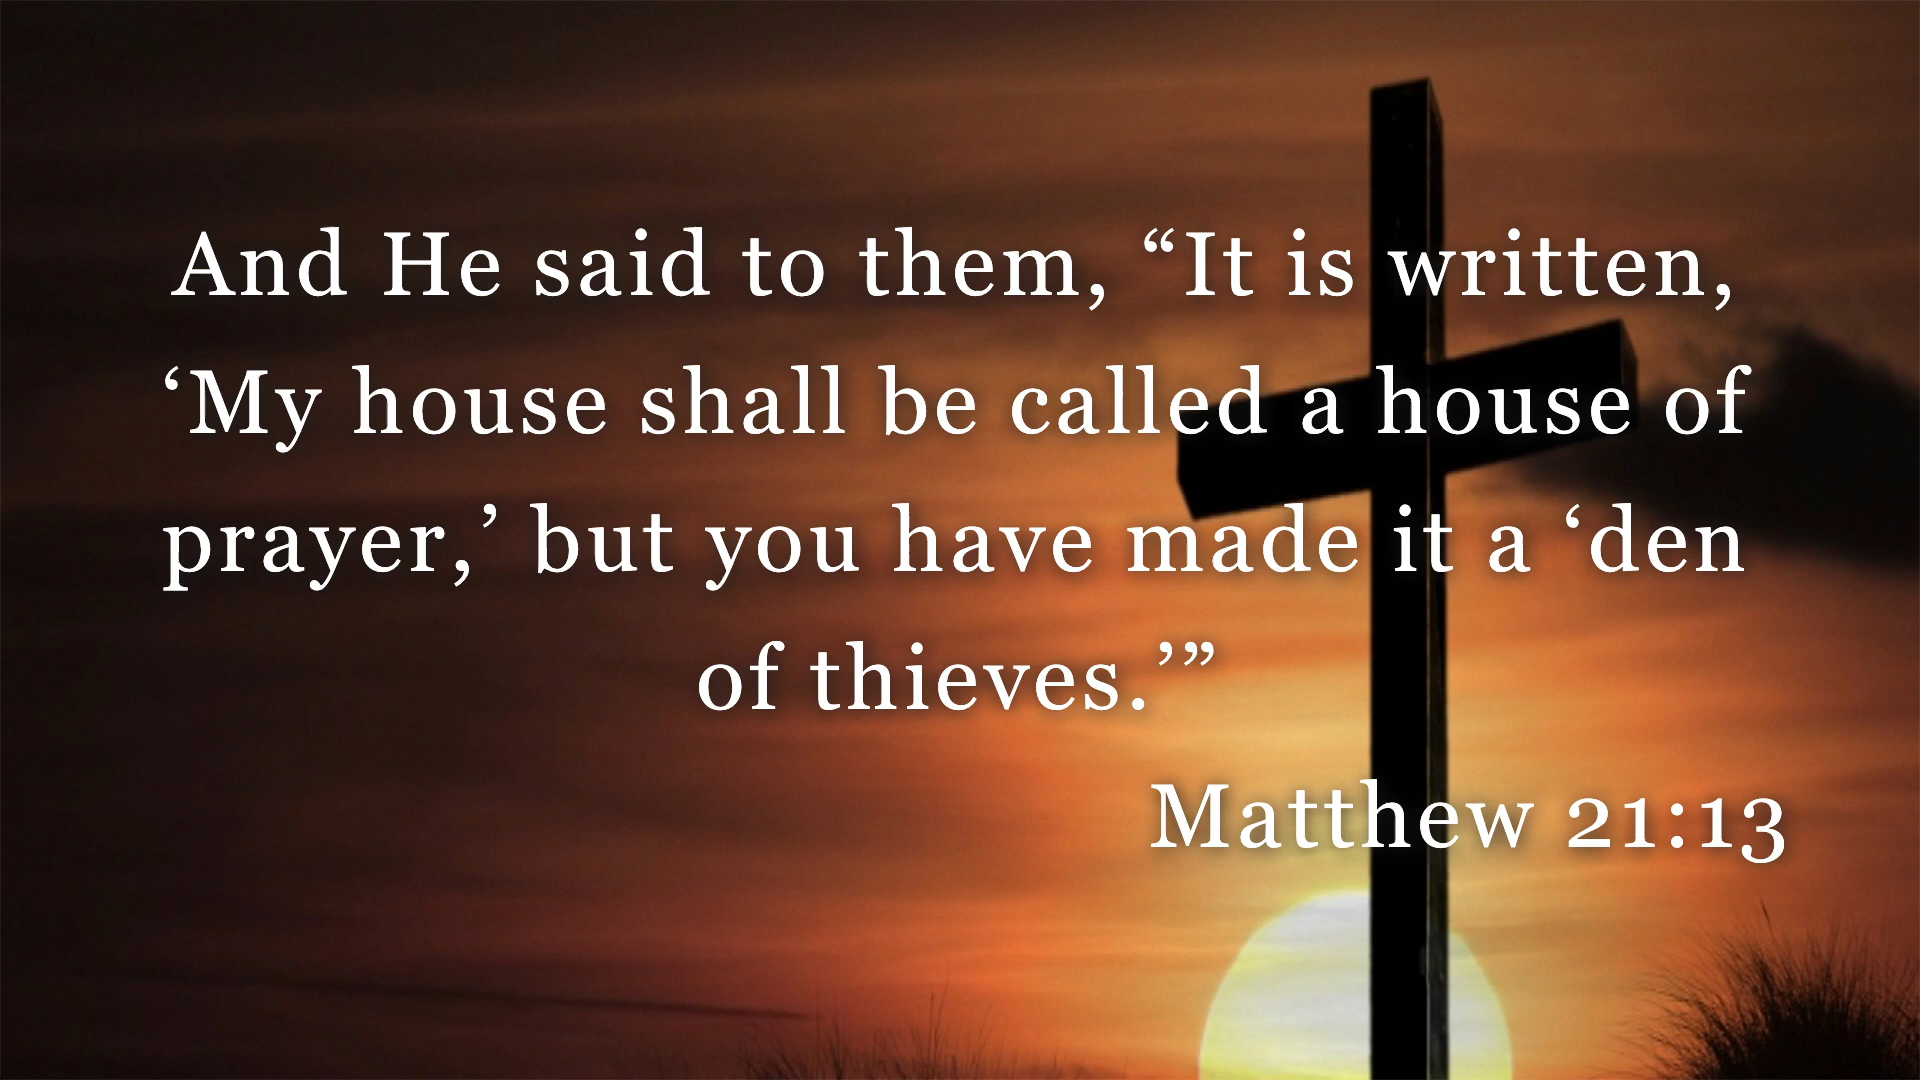 And He said to them, “It is written,
‘My house shall be called a house of
prayer,’ but you have made it a ‘den
of thieves.’”
Matthew 21:13